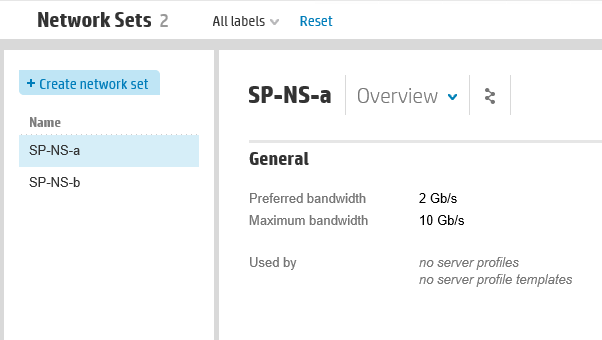 Network Sets 2 All labels Reset
+ Create network set
Name
SP-NS-a
SP-NS-b
SP-NS-a Overview
General
Preferred bandwidth 2 Gb/s
Maximum bandwidth 10 Gb/s
Used by no server profiles
no server profile templates